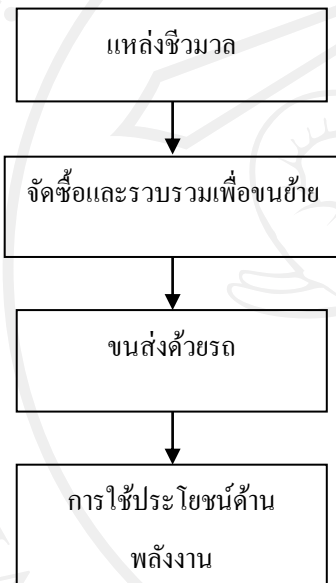 แหล่งชีวมวล
จัดซื้อและรวบรวมเพื่อขนย้าย
ขนส่งด้วยรถ
การใช้ประโยชน์ด้าน
พลังงาน